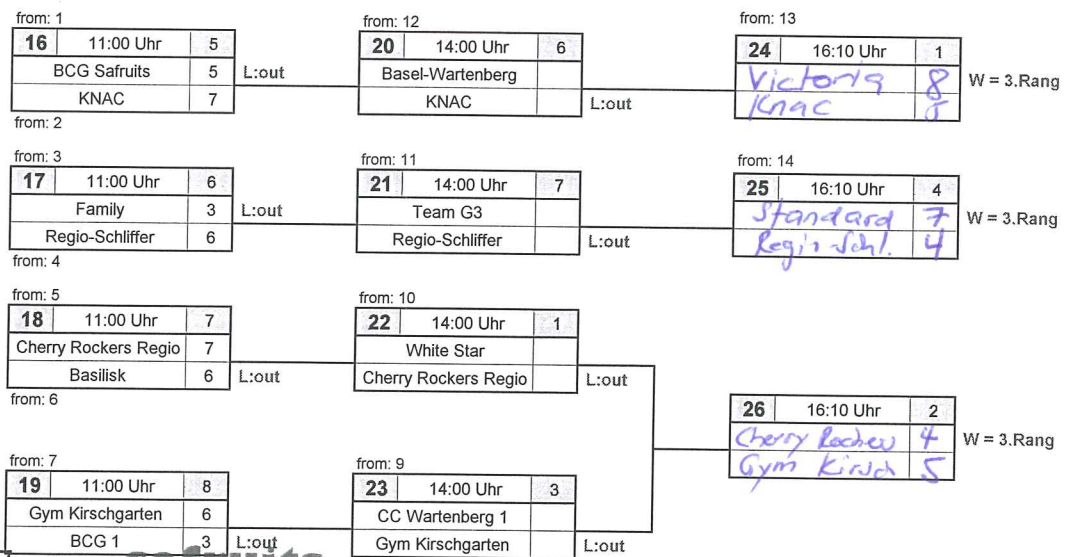 from: 1
16 11:00 Uhr 5
BCG Safruits 5
KNAC 7
L:out
from: 2
from: 12
20 14:00 Uhr 6
Basel-Wartenberg
KNAC
L:out
from: 13
24 16:10 Uhr 1
Victoria 8
Knac 5
W = 3.Rang
from: 3
17 11:00 Uhr 6
Family 3
Regio-Schliffer 6
L:out
from: 4
from: 11
21 14:00 Uhr 7
Team G3
Regio-Schliffer
L:out
from: 14
25 16:10 Uhr 4
Standard 7
Regio-Schl. 4
W = 3.Rang
from: 5
18 11:00 Uhr 7
Cherry Rockers Regio 7
Basilisk 6
L:out
from: 6
from: 10
22 14:00 Uhr 1
White Star
Cherry Rockers Regio
L:out
26 16:10 Uhr 2
Cherry 4
Gym Kirsch 5
W = 3.Rang
from: 7
19 11:00 Uhr 8
Gym Kirschgarten 6
BCG 1 3
L:out
from: 9
23 14:00 Uhr 3
CC Wartenberg 1
Gym Kirschgarten
L:out